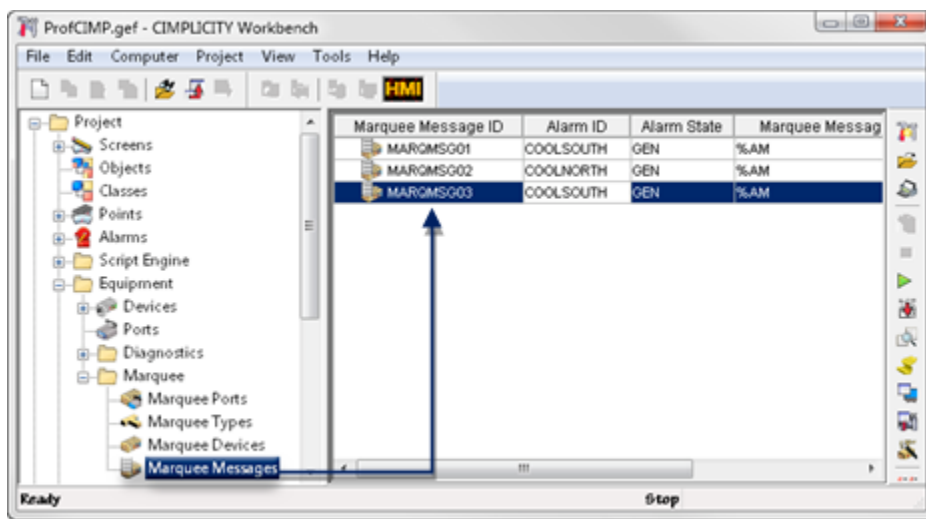 ProfCIMP.gef - CIMPLICITY Workbench
File Edit Computer Project View Tools Help
HMI
Project
Screens
Objects
Classes
Points
Alarms
Script Engine
Equipment
Devices
Ports
Diagnostics
Marquee
Marquee Ports
Marquee Types
Marquee Devices
Marquee Messages
Marquee Message ID Alarm ID Alarm State Marquee Messag
MARQMSG01 COOLSOUTH GEN %AM
MARQMSG02 COOLNORTH GEN %AM
MARQMSG03 COOLSOUTH GEN %AM
Ready Stop